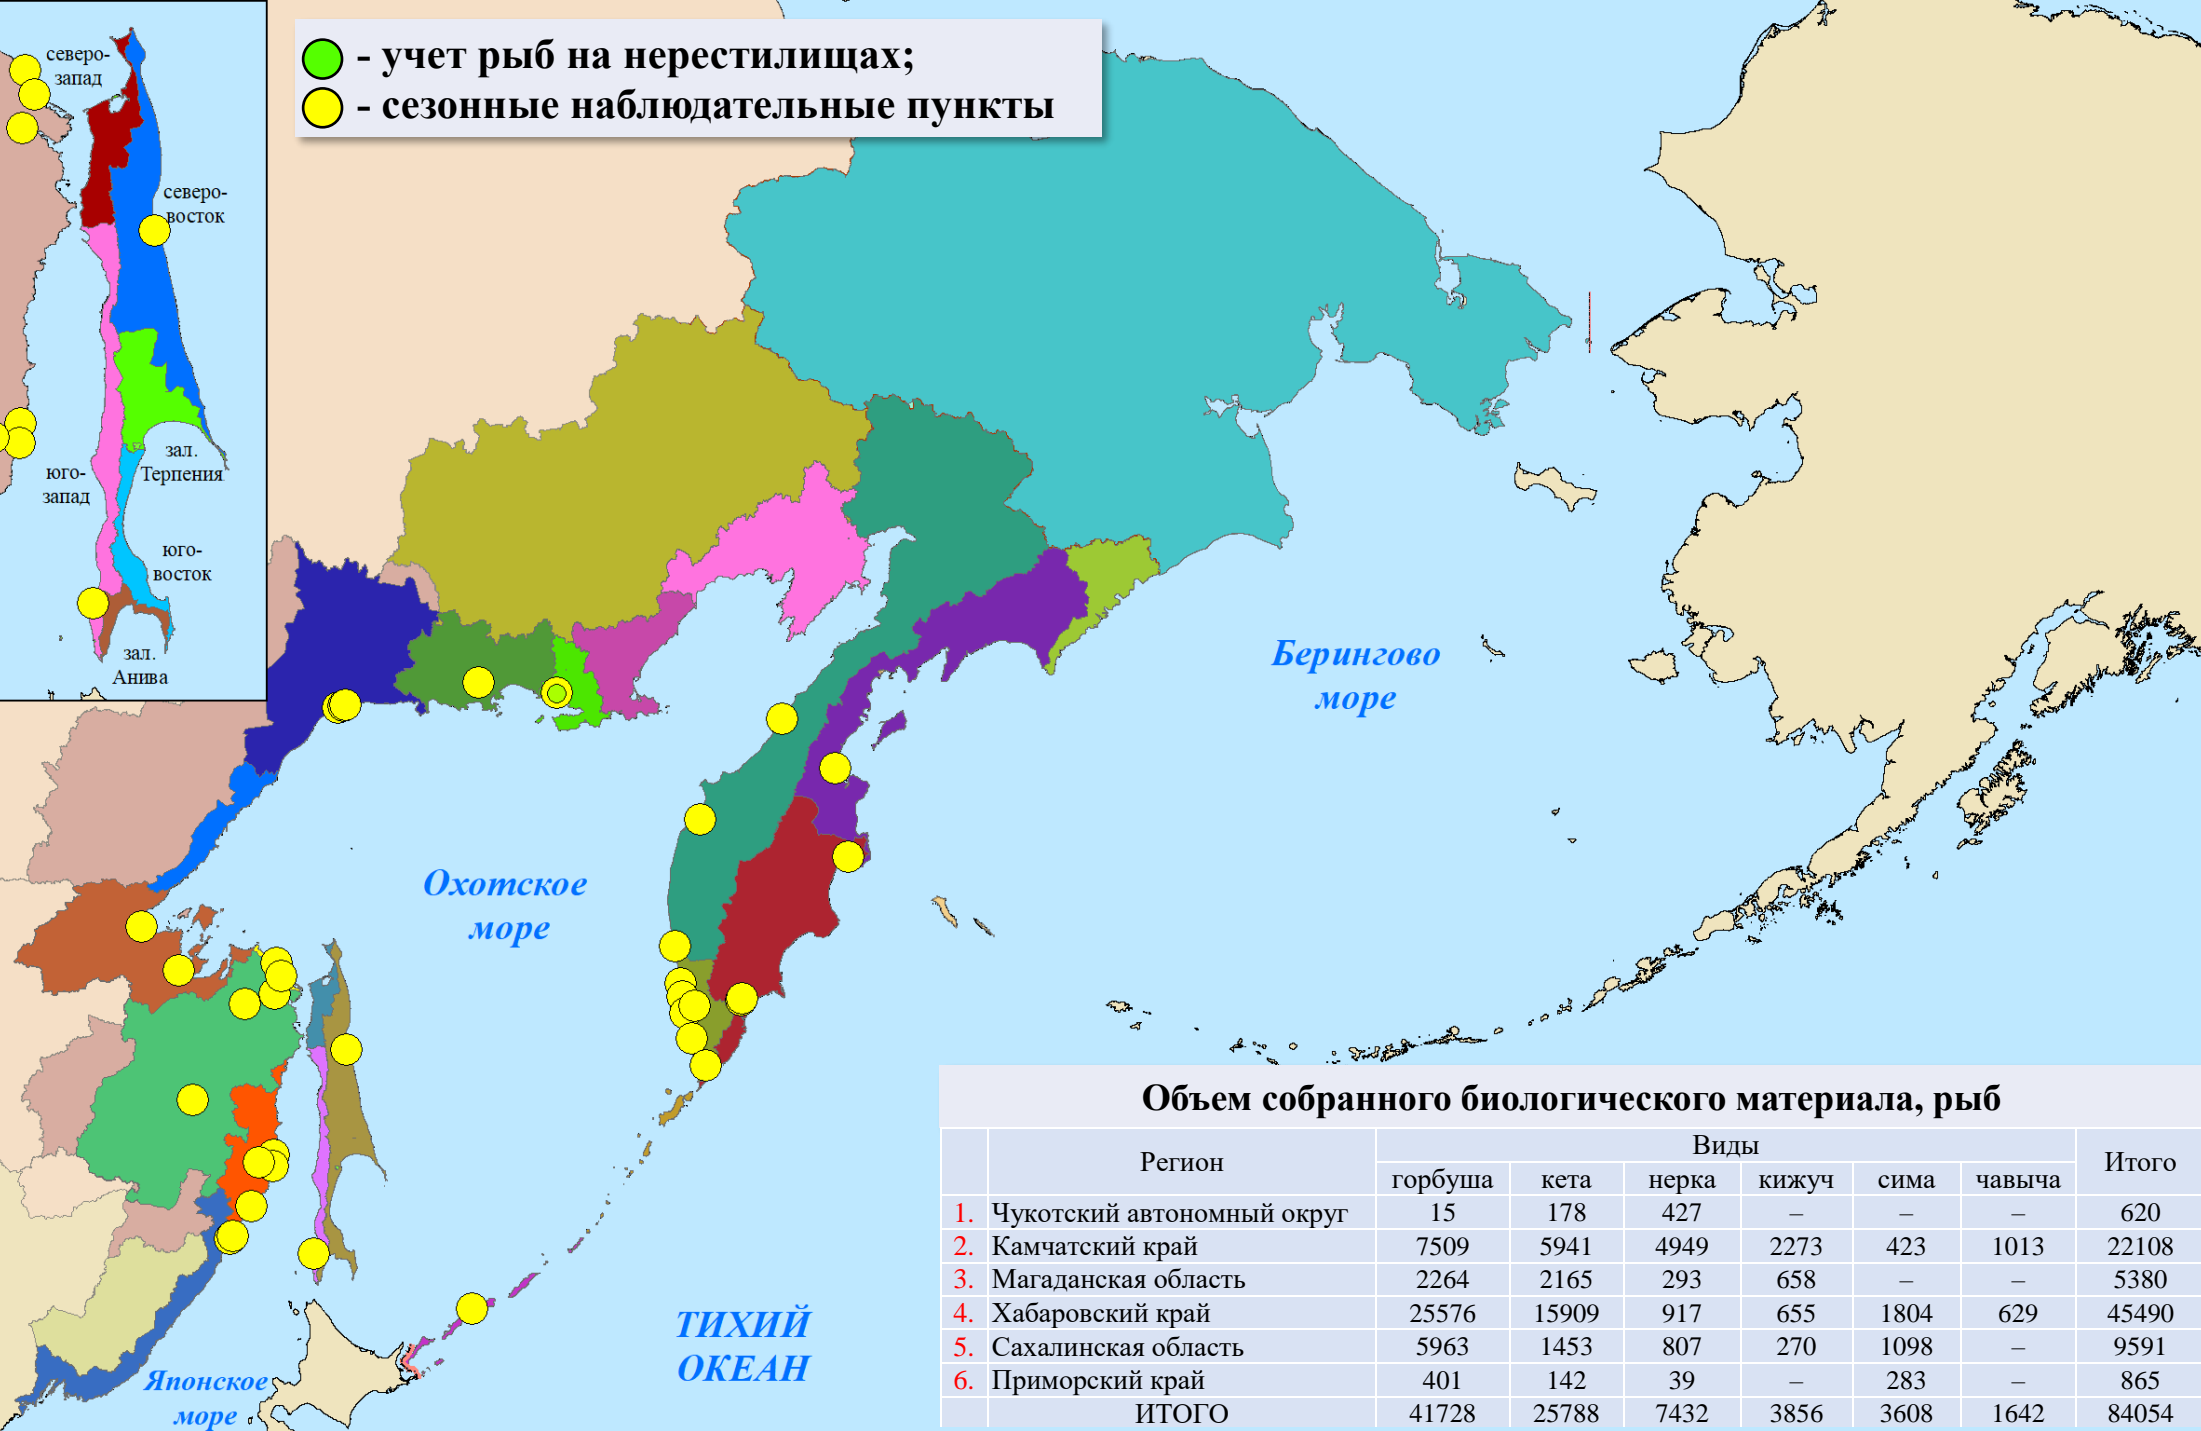 - учет рыб на нерестилищах;
- сезонные наблюдательные пункты
северо-
запад
северо-
восток
зал.
Терпения
юго-
запад
юго-
восток
зал.
Анива
Берингово
море
Охотское
море
ТИХИЙ
ОКЕАН
Японское
море
Объем собранного биологического материала, рыб
Регион Виды Итого
горбуша кета нерка кижуч сима чавыча
1. Чукотский автономный округ 15 178 427 – – – 620
2. Камчатский край 7509 5941 4949 2273 423 1013 22108
3. Магаданская область 2264 2165 293 658 – – 5380
4. Хабаровский край 25576 15909 917 655 1804 629 45490
5. Сахалинская область 5963 1453 807 270 1098 – 9591
6. Приморский край 401 142 39 – 283 – 865
ИТОГО 41728 25788 7432 3856 3608 1642 84054